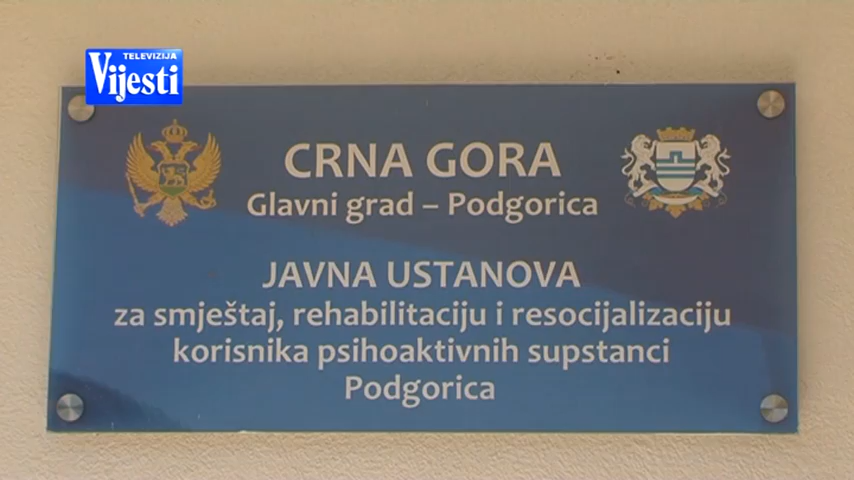 TELEVIZIJA
Vijesti
CRNA GORA
Glavni grad – Podgorica
JAVNA USTANOVA
za smještaj, rehabilitaciju i resocijalizaciju
korisnika psihoaktivnih supstanci
Podgorica